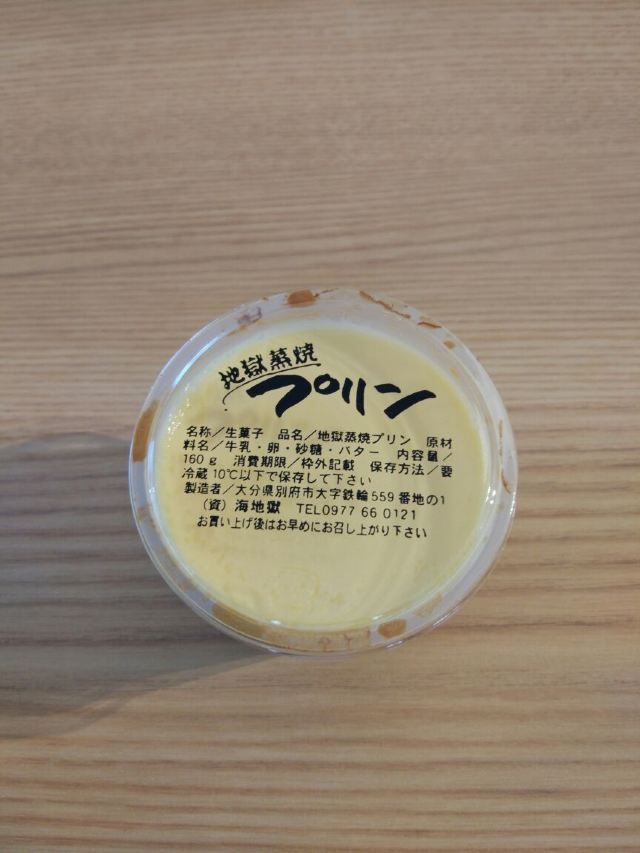 地獄蒸焼
プリン
名称／生菓子　品名／地獄蒸焼プリン　原材
料名／牛乳・卵・砂糖・バター　内容量／
160g　消費期限／枠外記載　保存方法／要
冷蔵10℃以下で保存して下さい
製造者／大分県別府市大字鉄輪559番地の1
（資）海地獄　TEL0977 66 0121
お買い上げ後はお早めにお召し上がり下さい